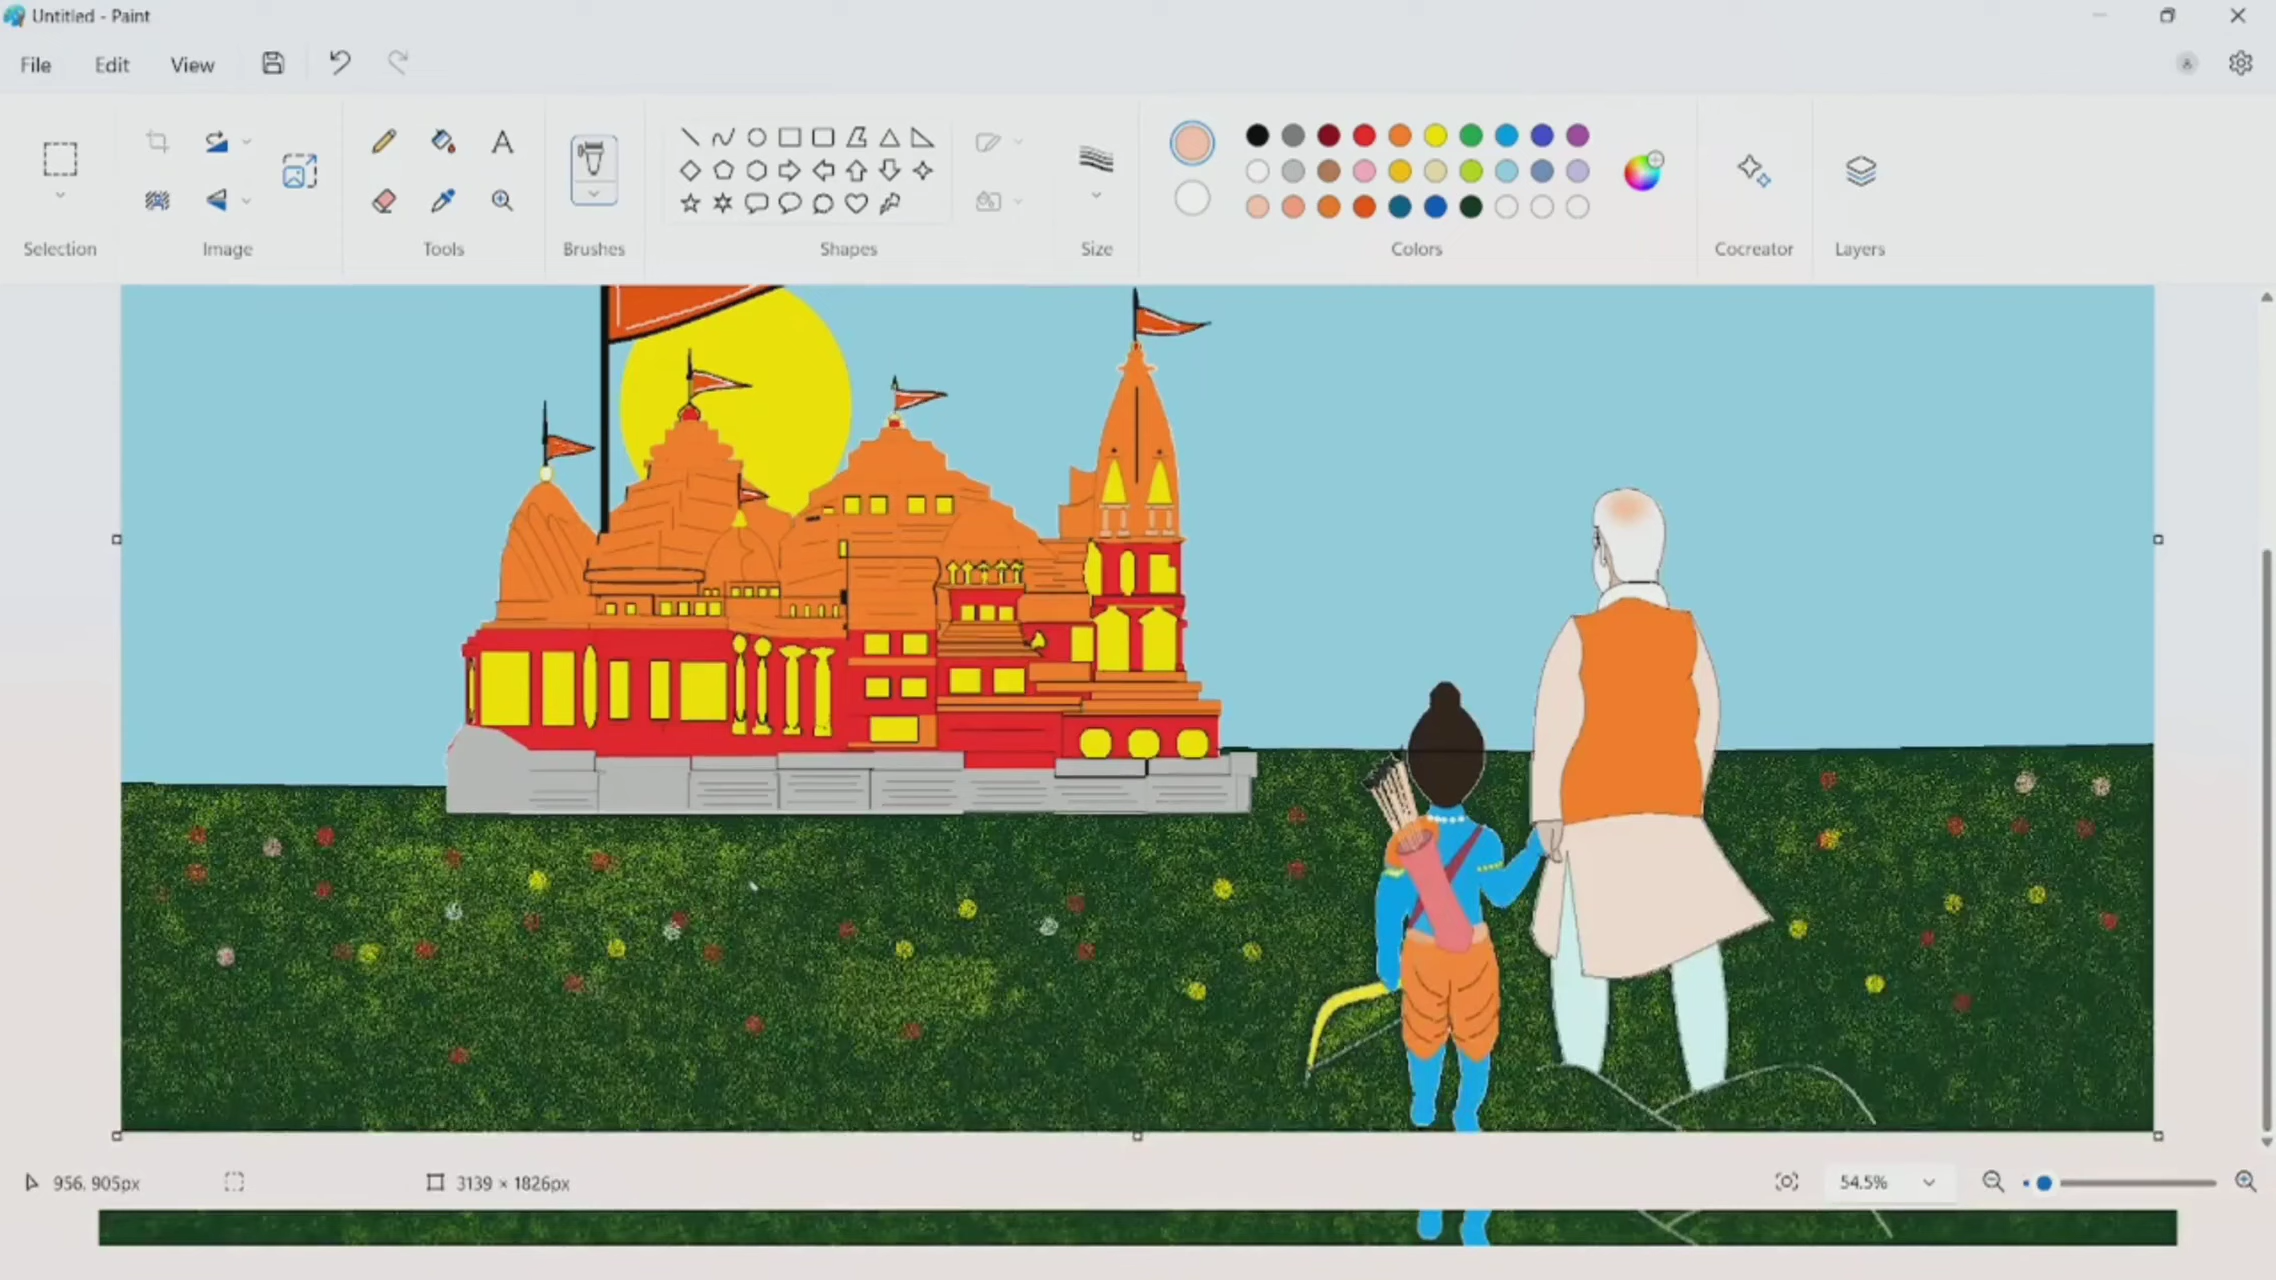 Untitled - Paint
File Edit View
Selection Image Tools Brushes Shapes Size Colors Cocreator Layers
956, 905px 3139 × 1826px 54.5%